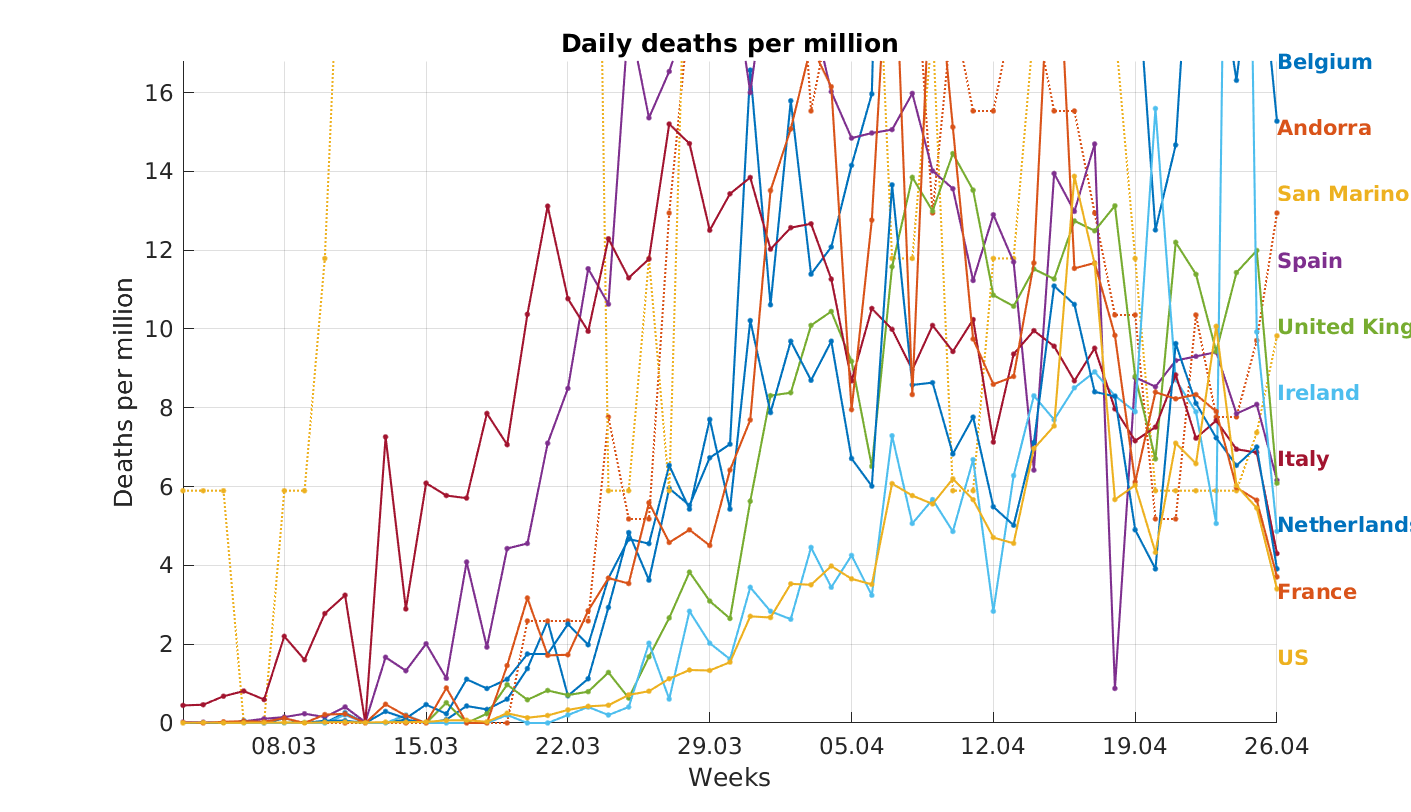 Daily deaths per million
Deaths per million
16
14
12
10
8
6
4
2
0
08.03
15.03
22.03
29.03
05.04
12.04
19.04
26.04
Weeks
Belgium
Andorra
San Marino
Spain
United King
Ireland
Italy
Netherlands
France
US